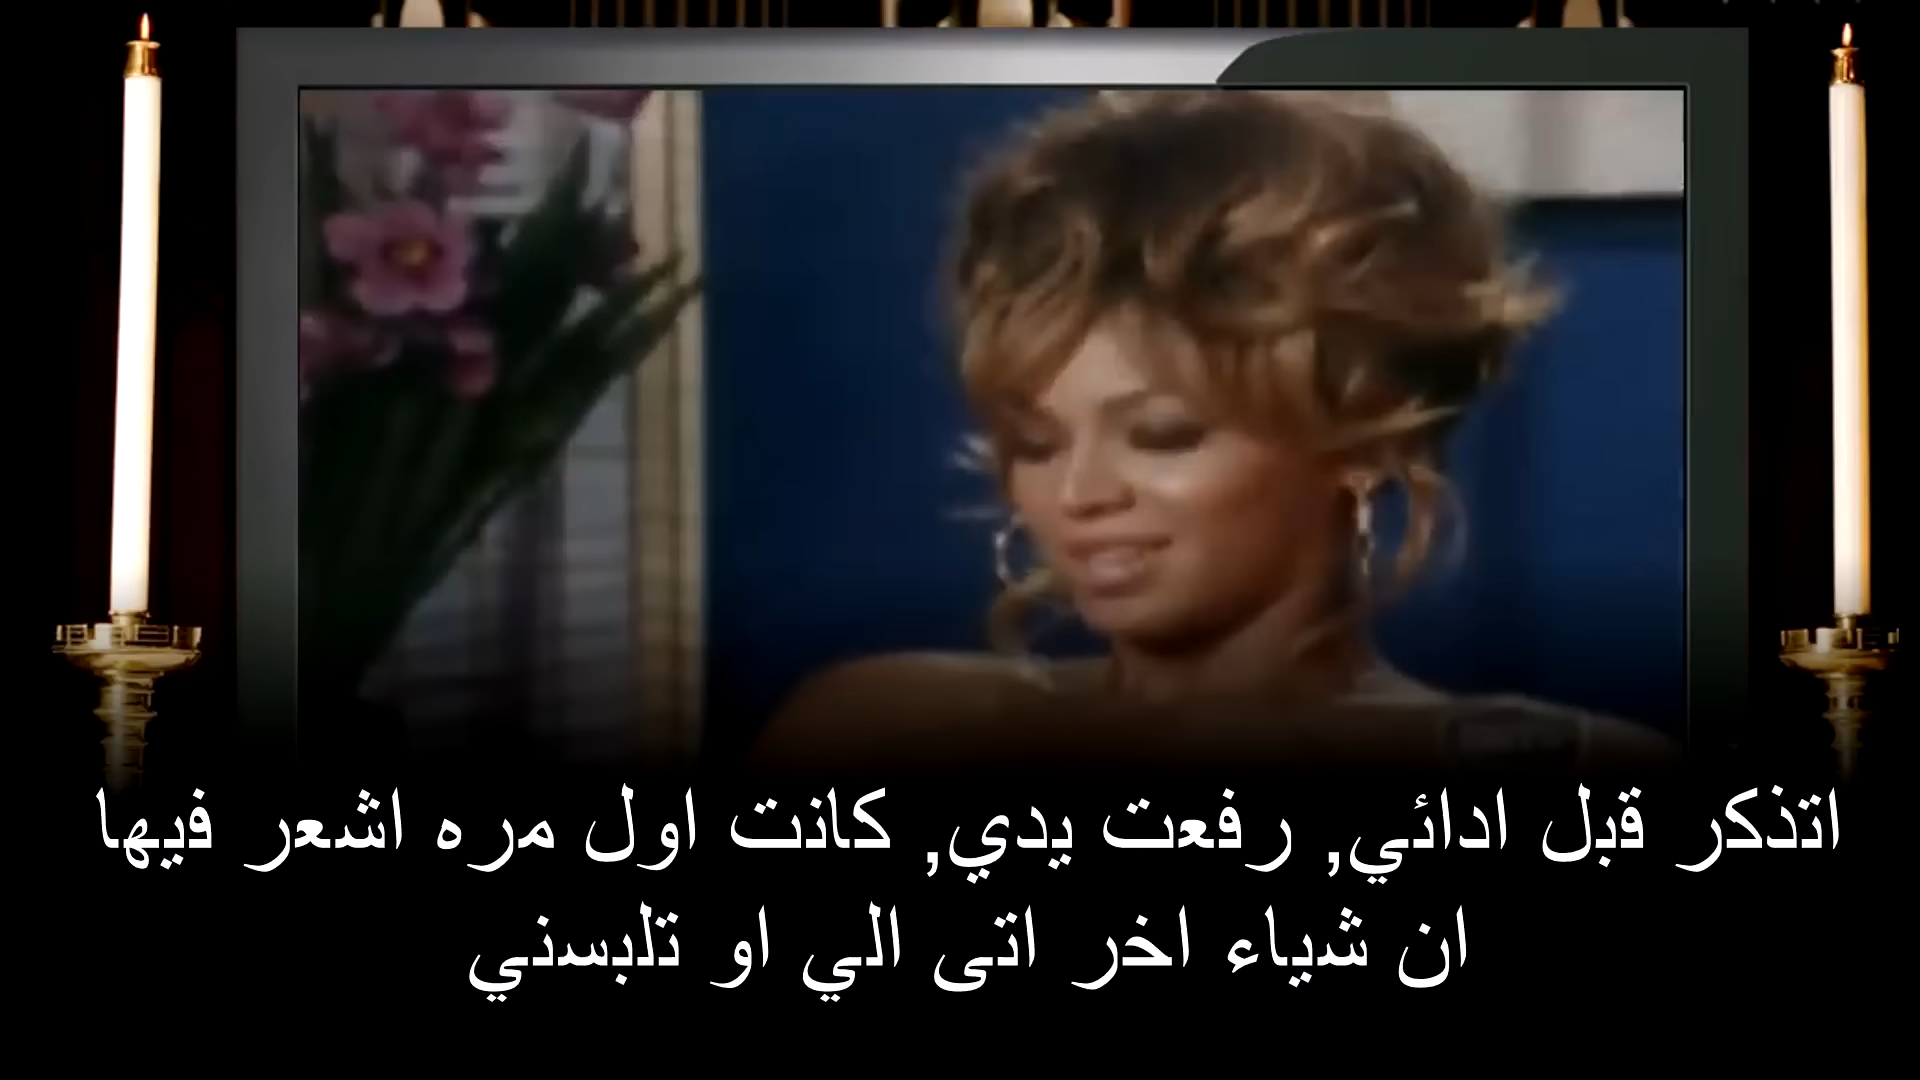 اتذكر قبل ادائي, رفعت يدي, كانت اول مره اشعر فيها
ان شياء اخر اتى الي او تلبسني